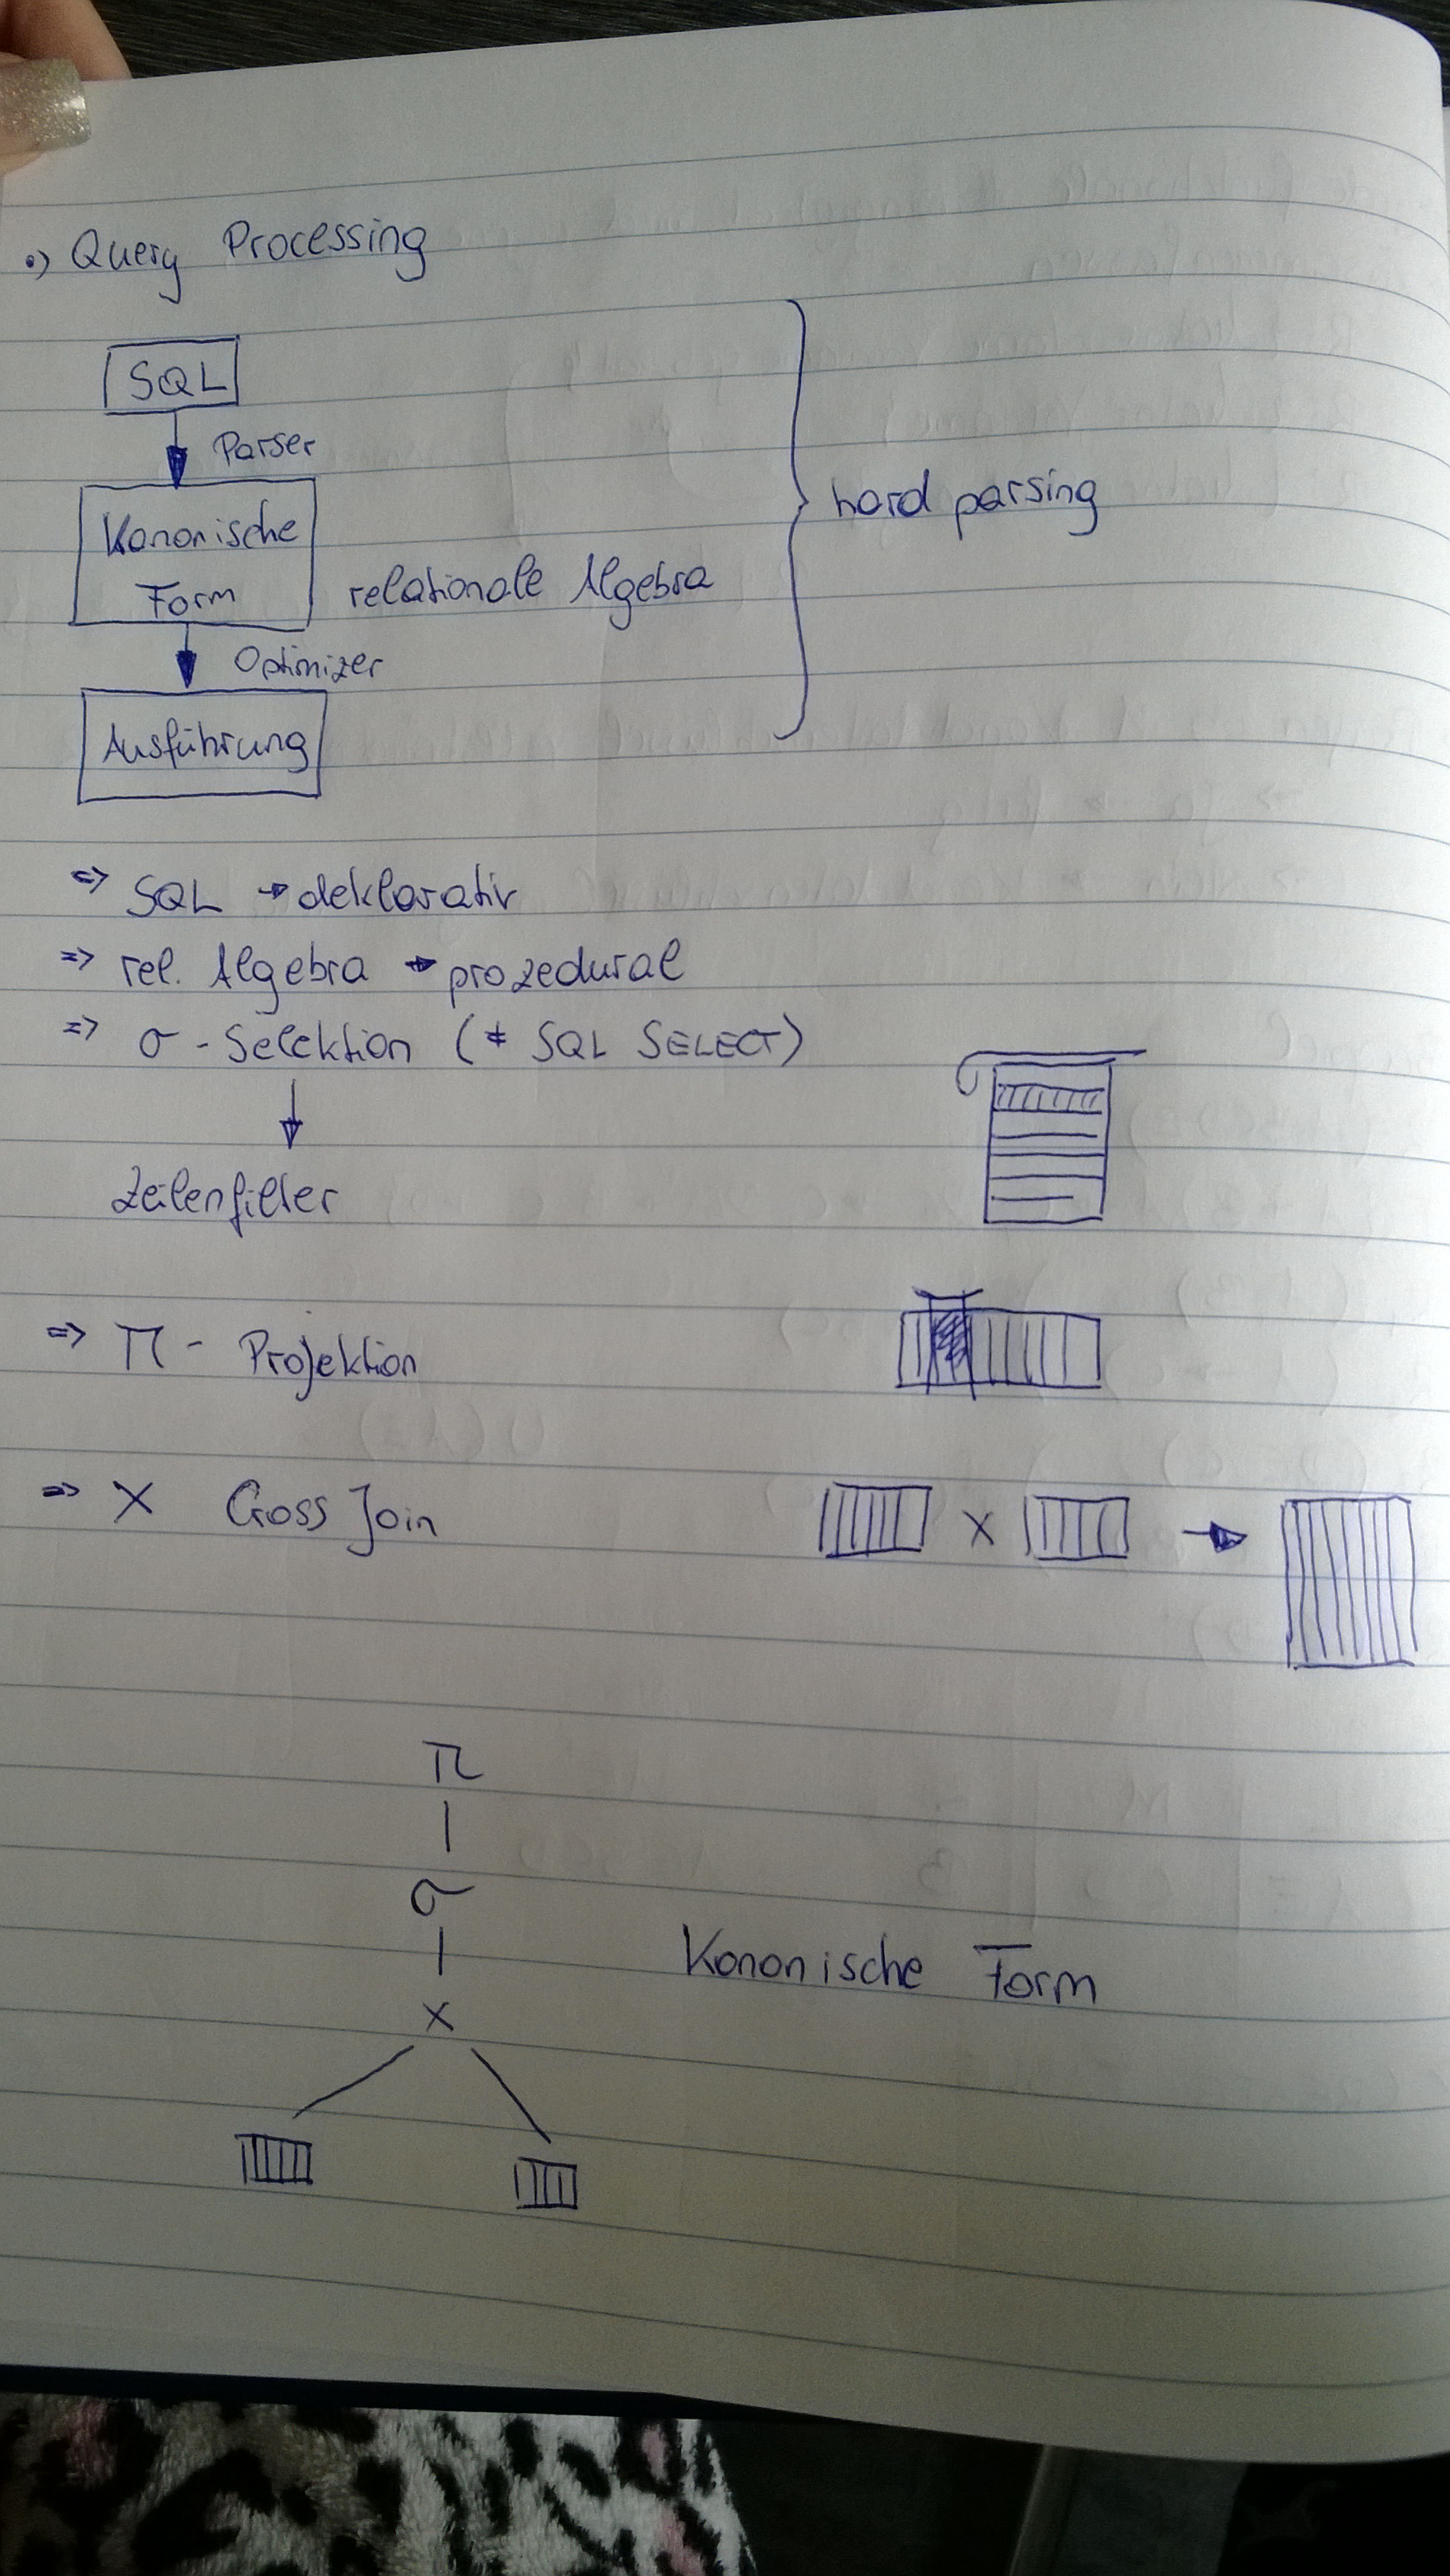 •) Query Processing
SQL
Parser
Kanonische
Form
relationale Algebra
hard parsing
Optimizer
Ausführung
=> SQL → deklarativ
=> rel. Algebra → prozedural
=> σ - Selektion (≠ SQL SELECT)
↓
Zeilenfilter
=> π - Projektion
=> X Cross Join
X →
π
σ
Kanonische Form
x